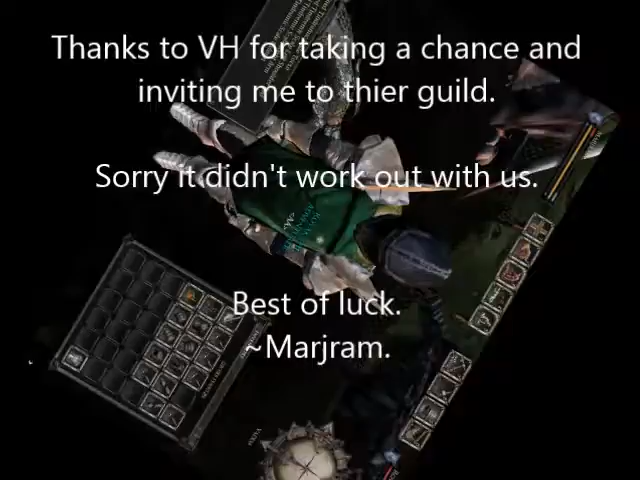 Thanks to VH for taking a chance and
inviting me to thier guild.
Sorry it didn't work out with us.
Best of luck.
~Marjram.